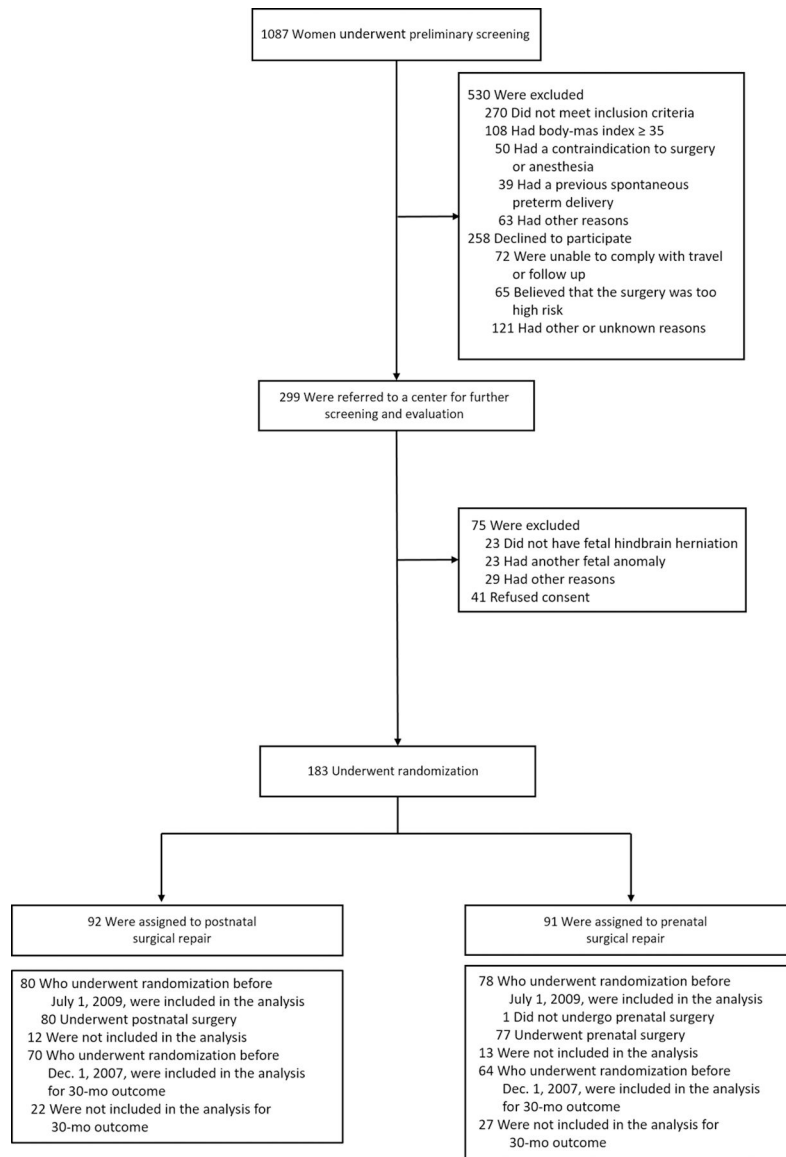 1087 Women underwent preliminary screening
530 Were excluded
270 Did not meet inclusion criteria
108 Had body-mas index ≥ 35
50 Had a contraindication to surgery
or anesthesia
39 Had a previous spontaneous
preterm delivery
63 Had other reasons
258 Declined to participate
72 Were unable to comply with travel
or follow up
65 Believed that the surgery was too
high risk
121 Had other or unknown reasons
299 Were referred to a center for further
screening and evaluation
75 Were excluded
23 Did not have fetal hindbrain herniation
23 Had another fetal anomaly
29 Had other reasons
41 Refused consent
183 Underwent randomization
92 Were assigned to postnatal
surgical repair
80 Who underwent randomization before
July 1, 2009, were included in the analysis
80 Underwent postnatal surgery
12 Were not included in the analysis
70 Who underwent randomization before
Dec. 1, 2007, were included in the analysis
for 30-mo outcome
22 Were not included in the analysis for
30-mo outcome
91 Were assigned to prenatal
surgical repair
78 Who underwent randomization before
July 1, 2009, were included in the analysis
1 Did not undergo prenatal surgery
77 Underwent prenatal surgery
13 Were not included in the analysis
64 Who underwent randomization before
Dec. 1, 2007, were included in the analysis
for 30-mo outcome
27 Were not included in the analysis for
30-mo outcome